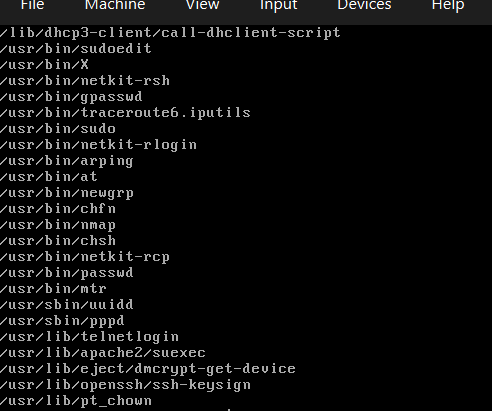 File Machine View Input Devices Help
/lib/dhcp3-client/call-dhclient-script
/usr/bin/sudoedit
/usr/bin/X
/usr/bin/netkit-rsh
/usr/bin/gpasswd
/usr/bin/traceroute6.iputils
/usr/bin/sudo
/usr/bin/netkit-rlogin
/usr/bin/arping
/usr/bin/at
/usr/bin/newgrp
/usr/bin/chfn
/usr/bin/nmap
/usr/bin/chsh
/usr/bin/netkit-rcp
/usr/bin/passwd
/usr/bin/mtr
/usr/sbin/uuidd
/usr/sbin/pppd
/usr/lib/telnetlogin
/usr/lib/apache2/suexec
/usr/lib/eject/dmcrypt-get-device
/usr/lib/openssh/ssh-keysign
/usr/lib/pt_chown